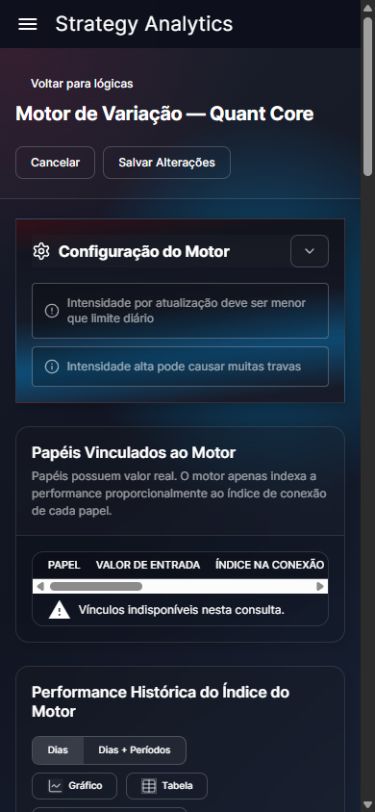 Strategy Analytics
Voltar para lógicas
Motor de Variação — Quant Core
Cancelar
Salvar Alterações
Configuração do Motor
Intensidade por atualização deve ser menor
que limite diário
Intensidade alta pode causar muitas travas
Papéis Vinculados ao Motor
Papéis possuem valor real. O motor apenas indexa a
performance proporcionalmente ao índice de conexão
de cada papel.
PAPEL VALOR DE ENTRADA ÍNDICE NA CONEXÃO
Vínculos indisponíveis nesta consulta.
Performance Histórica do Índice do
Motor
Dias
Dias + Períodos
Gráfico
Tabela